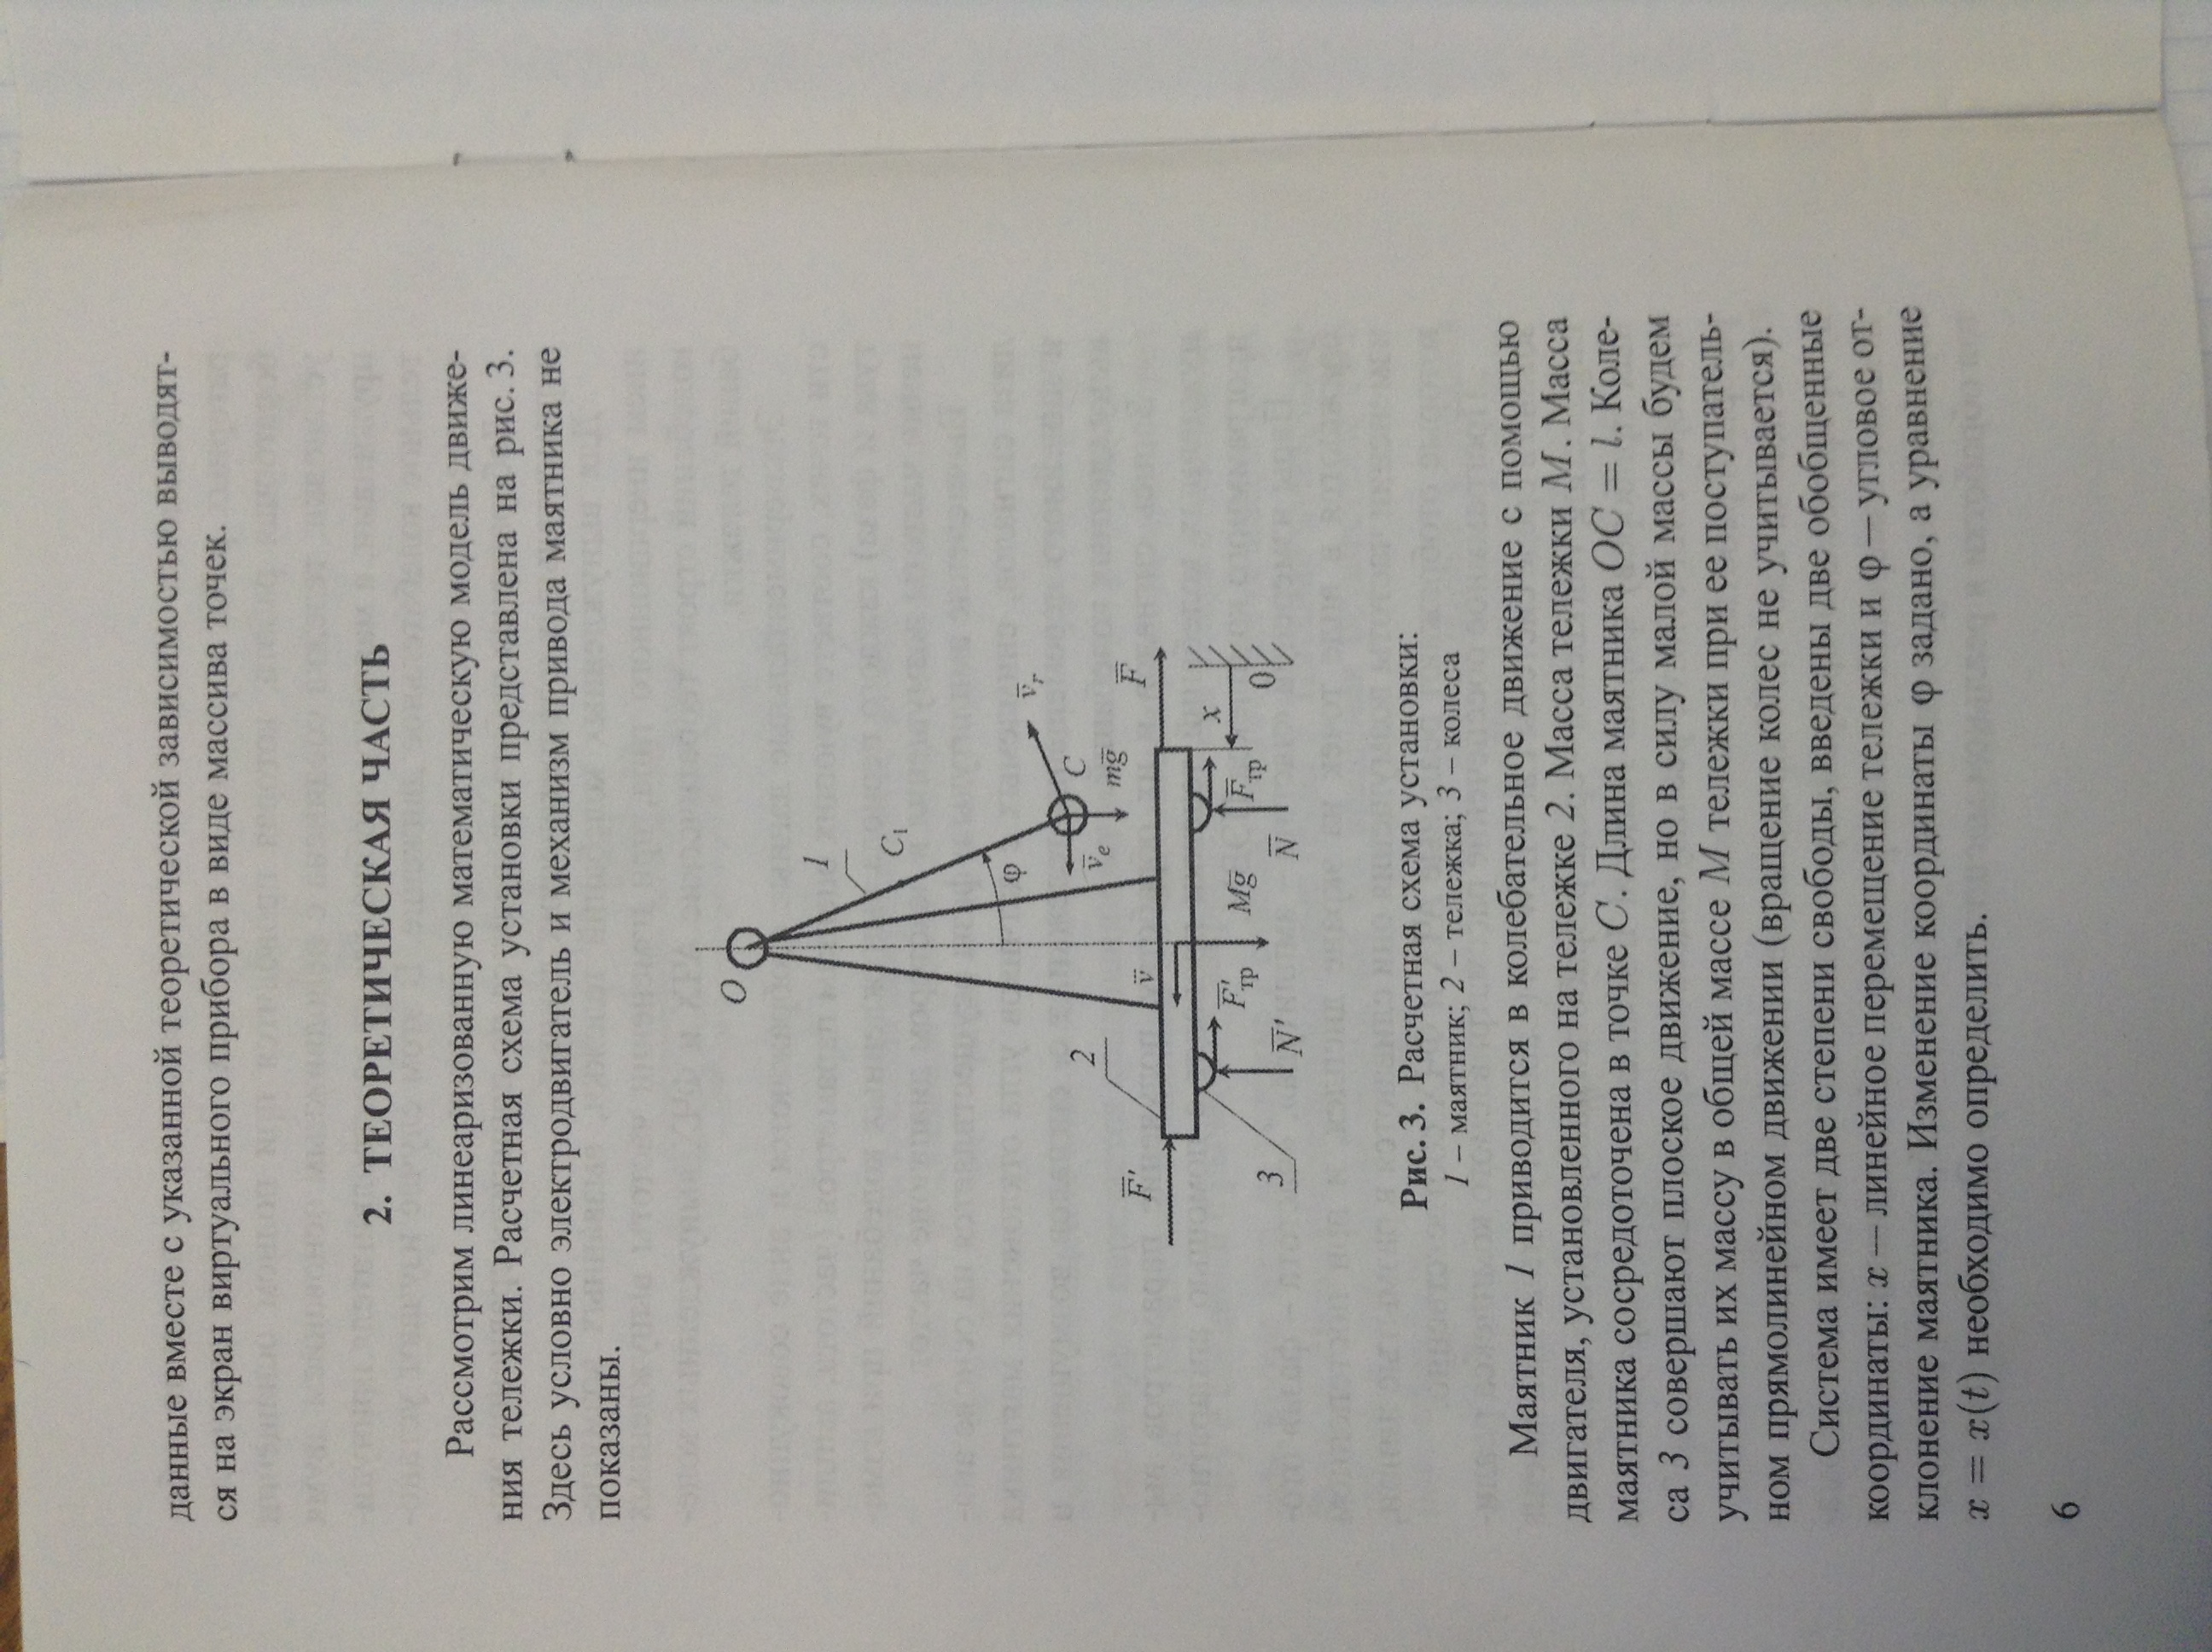 данные вместе с указанной теоретической зависимостью выводят-
ся на экран виртуального прибора в виде массива точек.
2. ТЕОРЕТИЧЕСКАЯ ЧАСТЬ
Рассмотрим линеаризованную математическую модель движе-
ния тележки. Расчетная схема установки представлена на рис. 3.
Здесь условно электродвигатель и механизм привода маятника не
показаны.
O
1
C₁
φ
v̅ᵣ
C
v̅ₑ
mg̅
2
v̅
F̅′
F̅
x
0
F̅′тр
F̅тр
Mg̅
3
N̅′
N̅
Рис. 3. Расчетная схема установки:
1 – маятник; 2 – тележка; 3 – колеса
Маятник 1 приводится в колебательное движение с помощью
двигателя, установленного на тележке 2. Масса тележки M. Масса
маятника сосредоточена в точке C. Длина маятника OC = l. Коле-
са 3 совершают плоское движение, но в силу малой массы будем
учитывать их массу в общей массе M тележки при ее поступатель-
ном прямолинейном движении (вращение колес не учитывается).
Система имеет две степени свободы, введены две обобщенные
координаты: x — линейное перемещение тележки и φ — угловое от-
клонение маятника. Изменение координаты φ задано, а уравнение
x = x(t) необходимо определить.
6